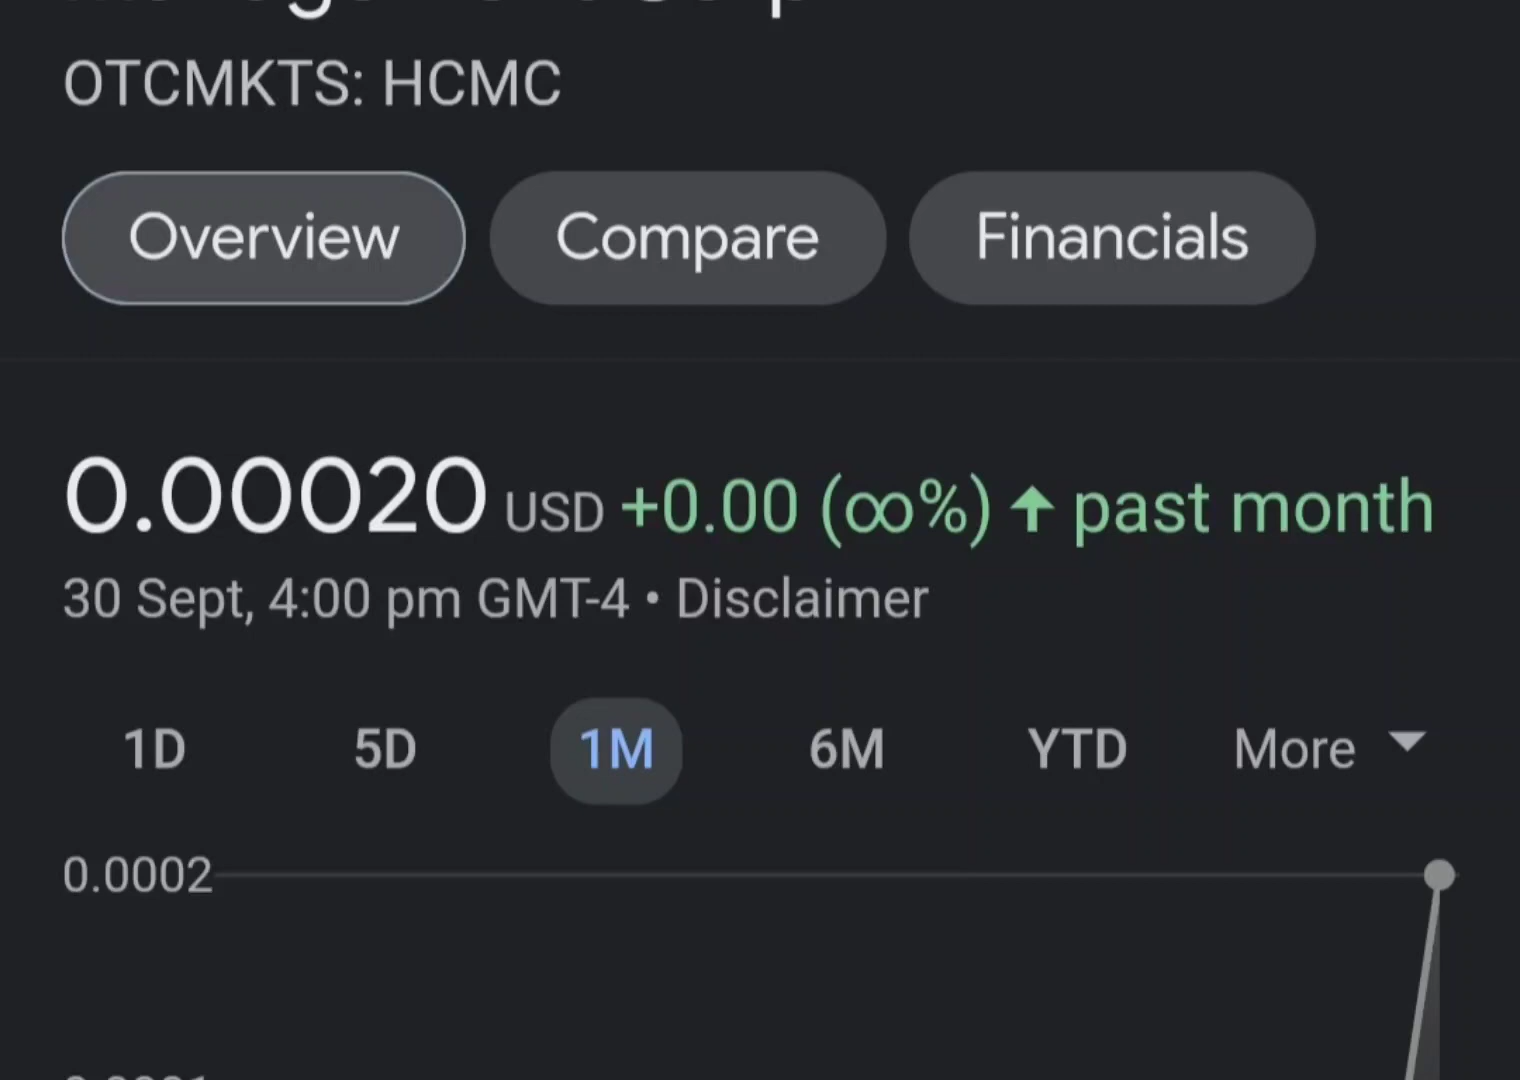 OTCMKTS: HCMC
Overview Compare Financials
0.00020 USD +0.00 (∞%) ↑ past month
30 Sept, 4:00 pm GMT-4 • Disclaimer
1D 5D 1M 6M YTD More
0.0002